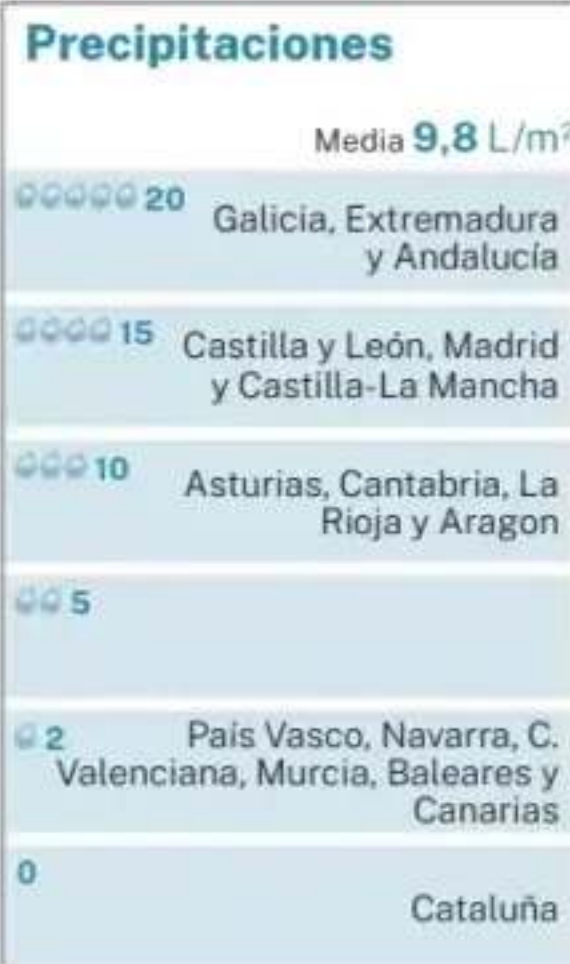 Precipitaciones
Media 9,8 L/m²
20
Galicia, Extremadura
y Andalucía
15
Castilla y León, Madrid
y Castilla-La Mancha
10
Asturias, Cantabria, La
Rioja y Aragon
5
2
País Vasco, Navarra, C.
Valenciana, Murcia, Baleares y
Canarias
0
Cataluña